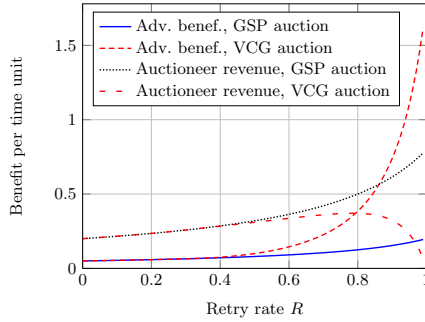 Adv. benef., GSP auction
Adv. benef., VCG auction
Auctioneer revenue, GSP auction
Auctioneer revenue, VCG auction
Benefit per time unit
1.5
1
0.5
0
0 0.2 0.4 0.6 0.8 1
Retry rate R